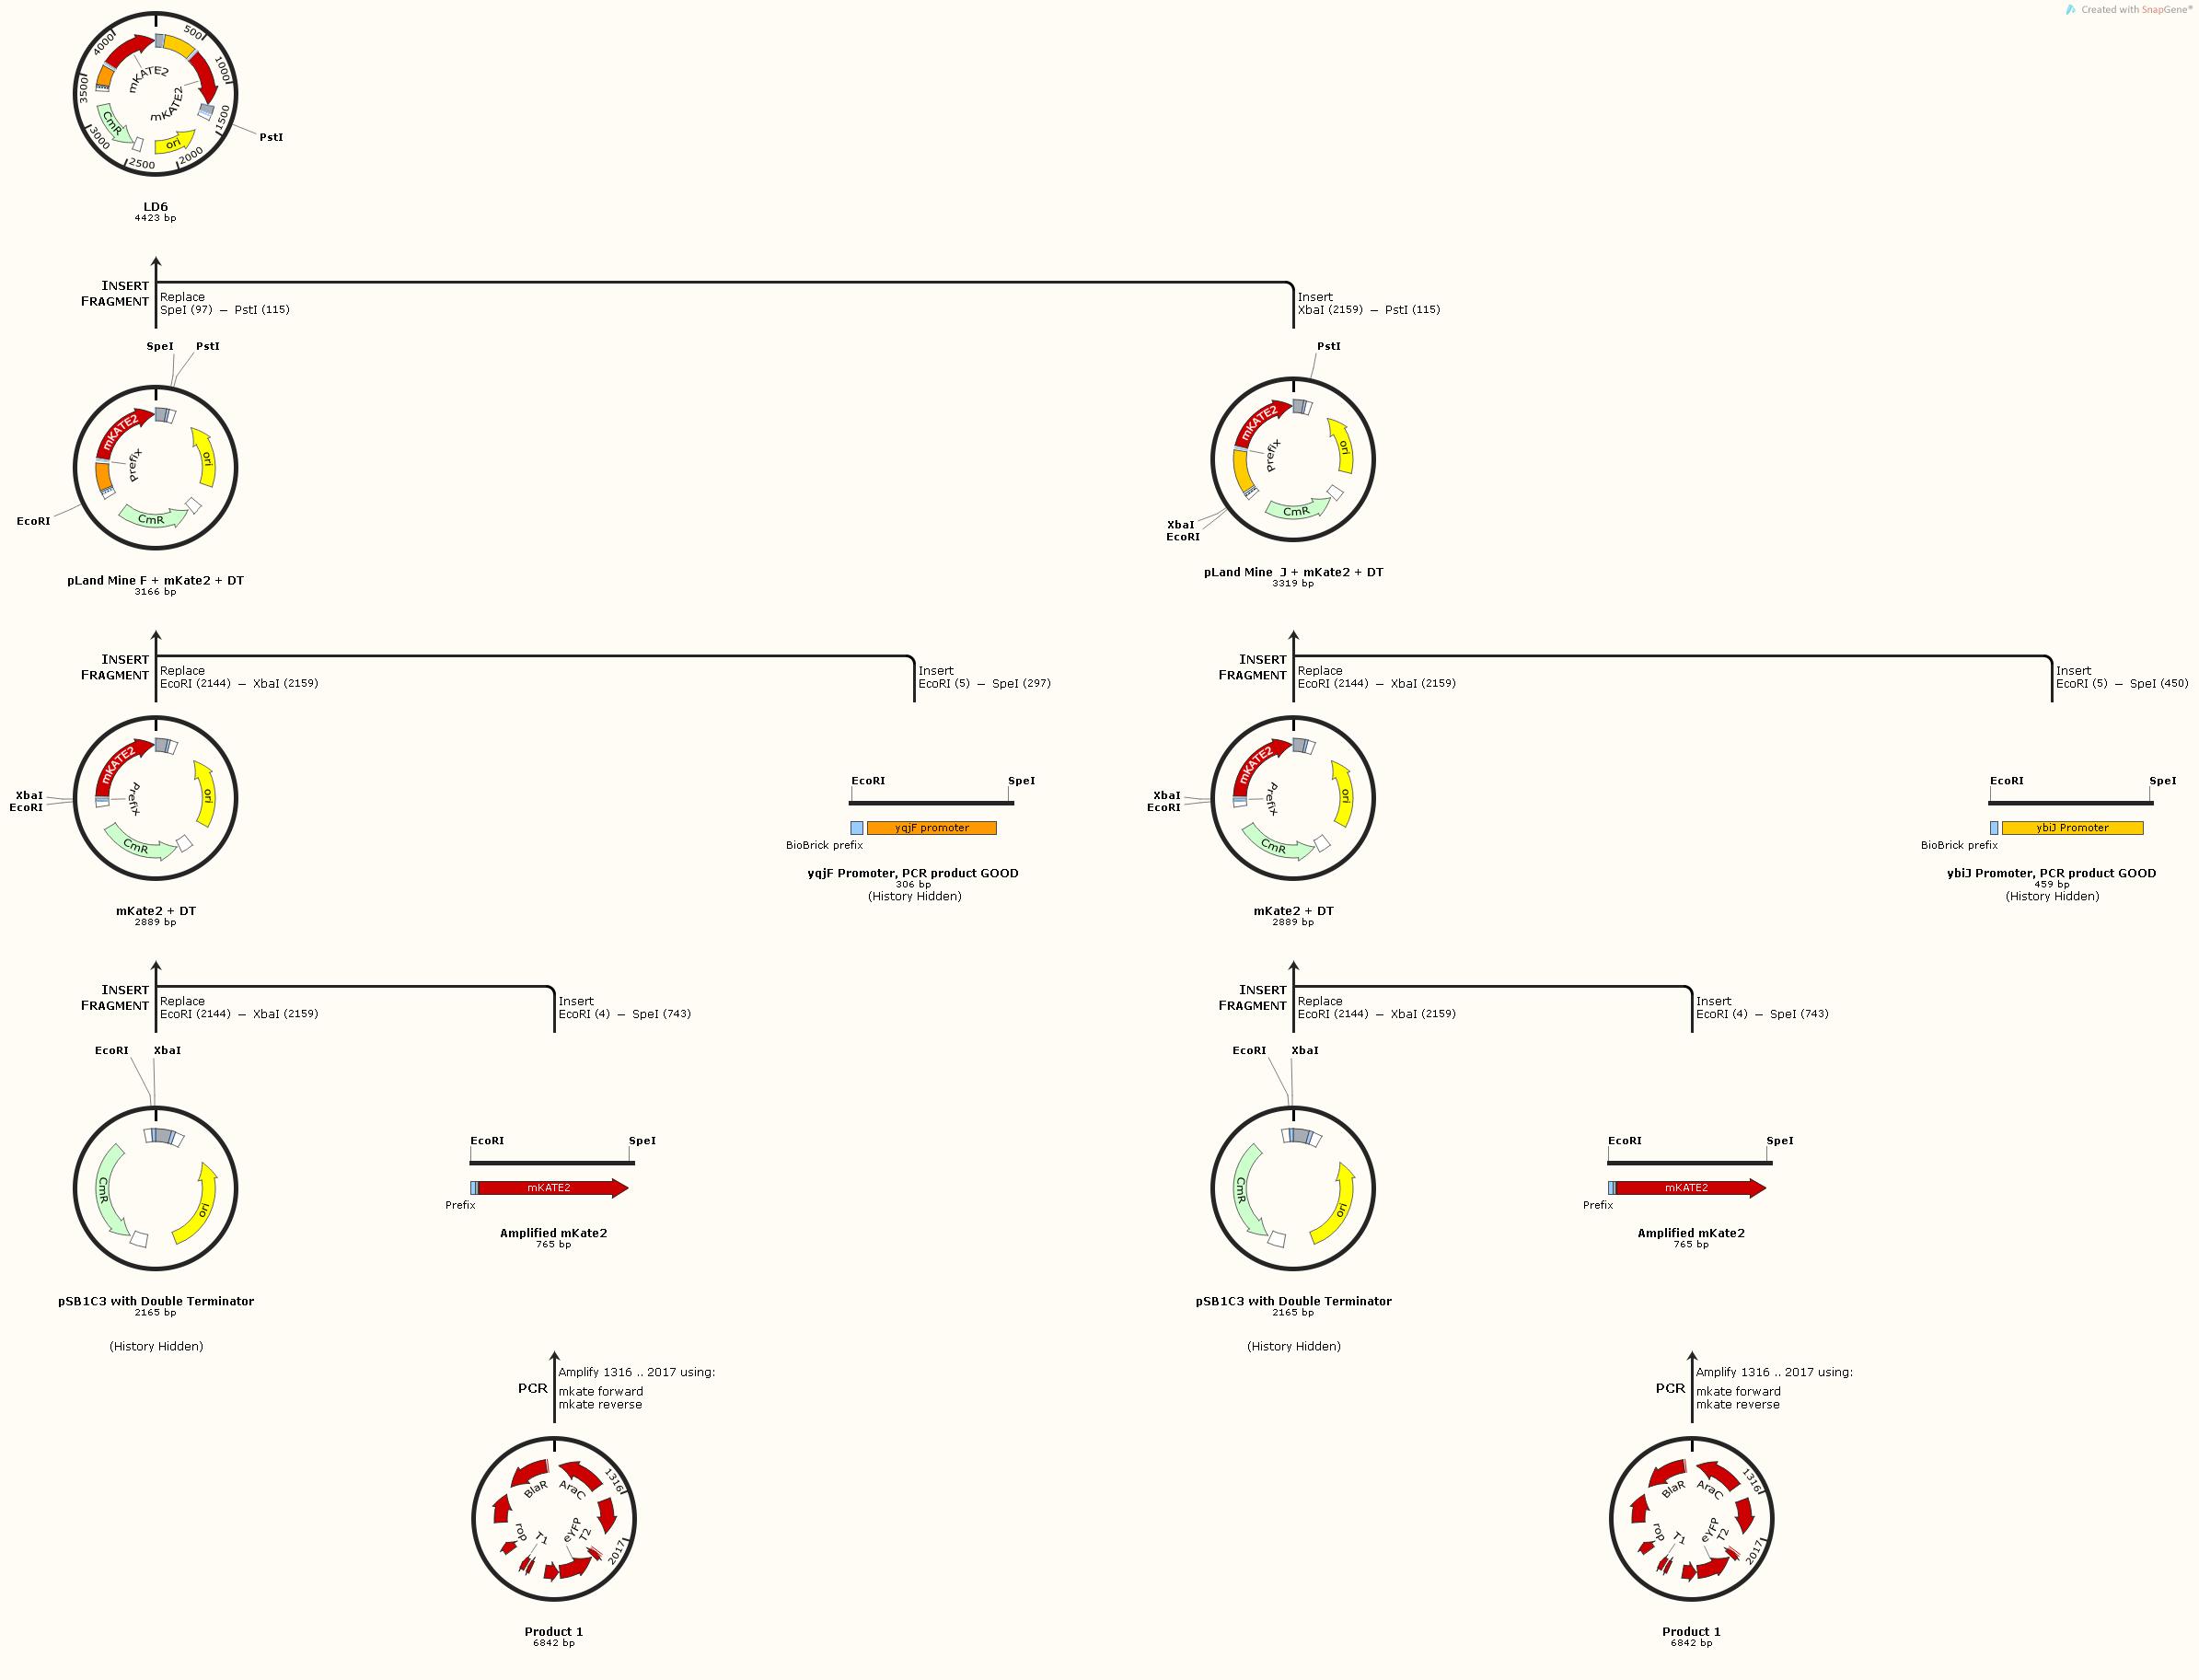 Created with SnapGene®
4000
500
1000
3500
mKATE2
mKATE2
CmR
ori
1500
3000
2500
2000
PstI
LD6
4423 bp
INSERT
FRAGMENT
Replace
SpeI (97) – PstI (115)
Insert
XbaI (2159) – PstI (115)
SpeI
PstI
mKATE2
Prefix
ori
CmR
EcoRI
pLand Mine F + mKate2 + DT
3166 bp
PstI
mKATE2
Prefix
ori
CmR
XbaI
EcoRI
pLand Mine  J + mKate2 + DT
3319 bp
INSERT
FRAGMENT
Replace
EcoRI (2144) – XbaI (2159)
Insert
EcoRI (5) – SpeI (297)
INSERT
FRAGMENT
Replace
EcoRI (2144) – XbaI (2159)
Insert
EcoRI (5) – SpeI (450)
mKATE2
Prefix
ori
CmR
XbaI
EcoRI
mKate2 + DT
2889 bp
EcoRI
SpeI
yqjF promoter
BioBrick prefix
yqjF Promoter, PCR product GOOD
306 bp
(History Hidden)
mKATE2
Prefix
ori
CmR
XbaI
EcoRI
mKate2 + DT
2889 bp
EcoRI
SpeI
ybiJ Promoter
BioBrick prefix
ybiJ Promoter, PCR product GOOD
459 bp
(History Hidden)
INSERT
FRAGMENT
Replace
EcoRI (2144) – XbaI (2159)
Insert
EcoRI (4) – SpeI (743)
INSERT
FRAGMENT
Replace
EcoRI (2144) – XbaI (2159)
Insert
EcoRI (4) – SpeI (743)
EcoRI
XbaI
CmR
ori
pSB1C3 with Double Terminator
2165 bp
(History Hidden)
EcoRI
SpeI
mKATE2
Prefix
Amplified mKate2
765 bp
EcoRI
XbaI
CmR
ori
pSB1C3 with Double Terminator
2165 bp
(History Hidden)
EcoRI
SpeI
mKATE2
Prefix
Amplified mKate2
765 bp
PCR
Amplify 1316 .. 2017 using:
mkate forward
mkate reverse
PCR
Amplify 1316 .. 2017 using:
mkate forward
mkate reverse
1316
BlaR
AraC
rop
T1
eYFP
T2
2017
Product 1
6842 bp
1316
BlaR
AraC
rop
T1
eYFP
T2
2017
Product 1
6842 bp